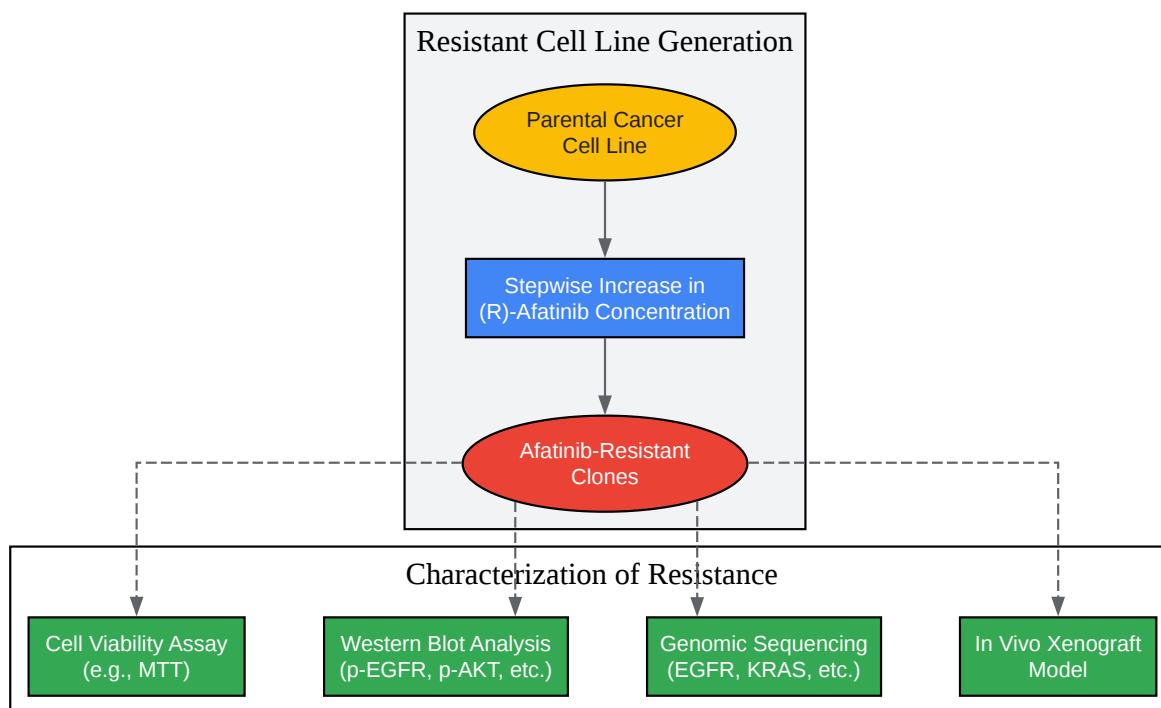 Resistant Cell Line Generation
Parental Cancer
Cell Line
Stepwise Increase in
(R)-Afatinib Concentration
Afatinib-Resistant
Clones
Characterization of Resistance
Cell Viability Assay
(e.g., MTT)
Western Blot Analysis
(p-EGFR, p-AKT, etc.)
Genomic Sequencing
(EGFR, KRAS, etc.)
In Vivo Xenograft
Model